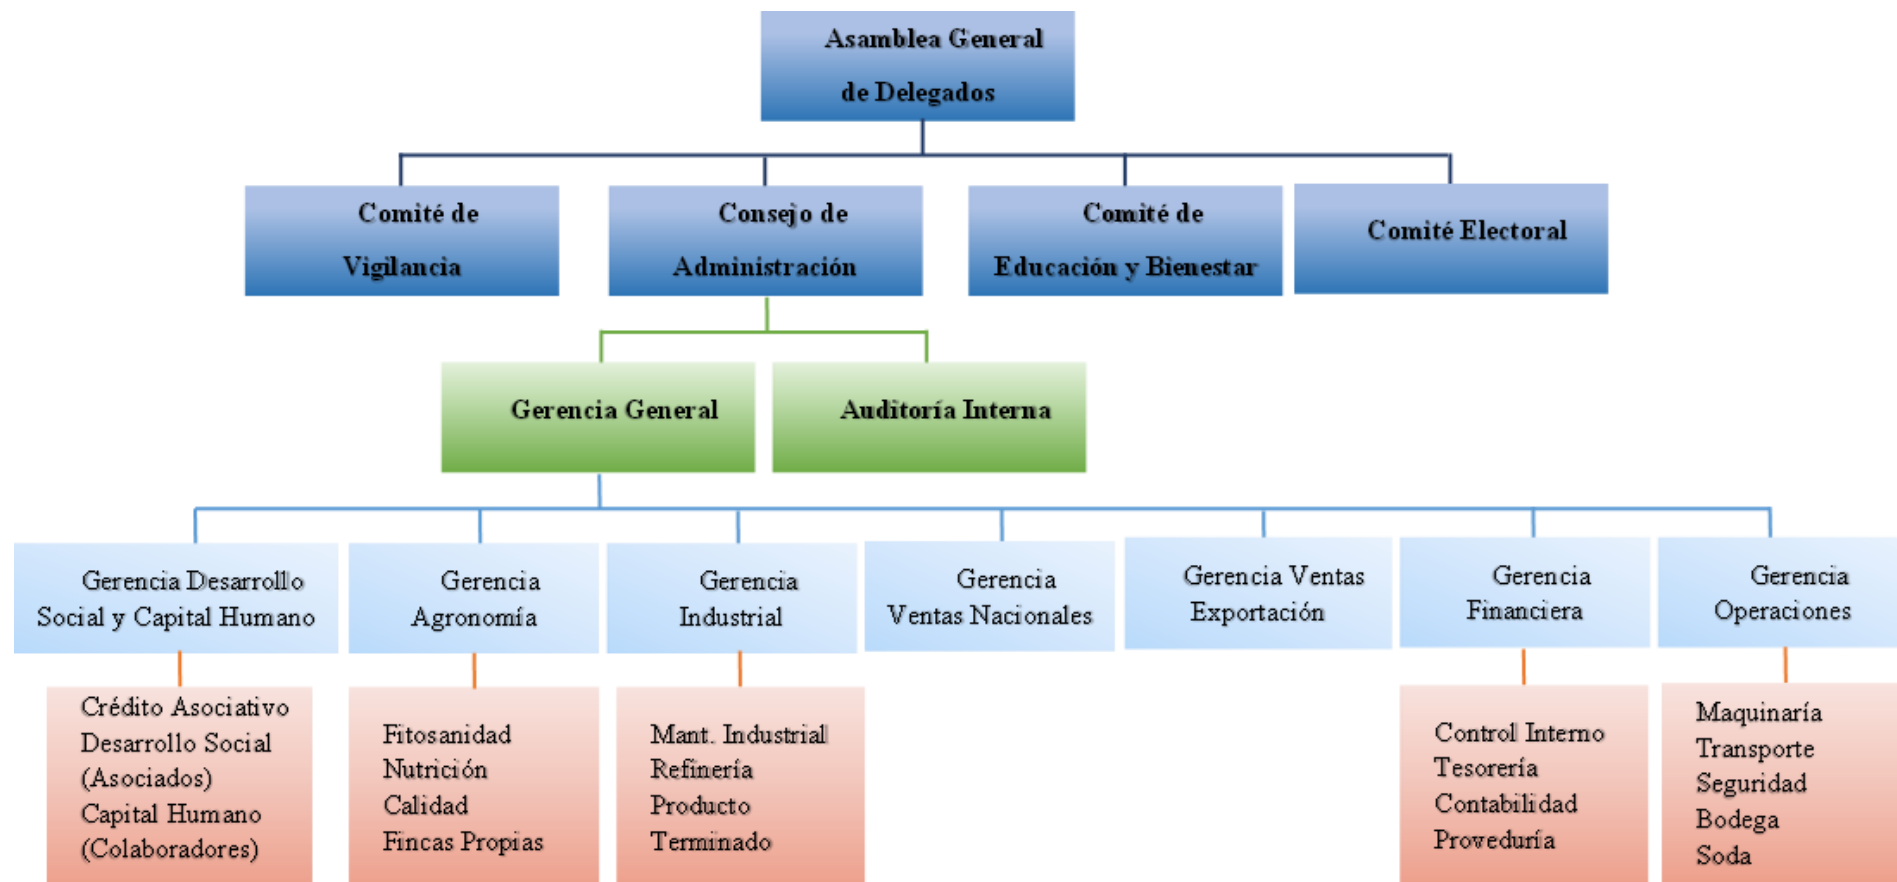 Asamblea General
de Delegados
Comité de
Vigilancia
Consejo de
Administración
Comité de
Educación y Bienestar
Comité Electoral
Gerencia General
Auditoría Interna
Gerencia Desarrollo
Social y Capital Humano
Gerencia
Agronomía
Gerencia
Industrial
Gerencia
Ventas Nacionales
Gerencia Ventas
Exportación
Gerencia
Financiera
Gerencia
Operaciones
Crédito Asociativo
Desarrollo Social
(Asociados)
Capital Humano
(Colaboradores)
Fitosanidad
Nutrición
Calidad
Fincas Propias
Mant. Industrial
Refinería
Producto
Terminado
Control Interno
Tesorería
Contabilidad
Proveduría
Maquinaría
Transporte
Seguridad
Bodega
Soda